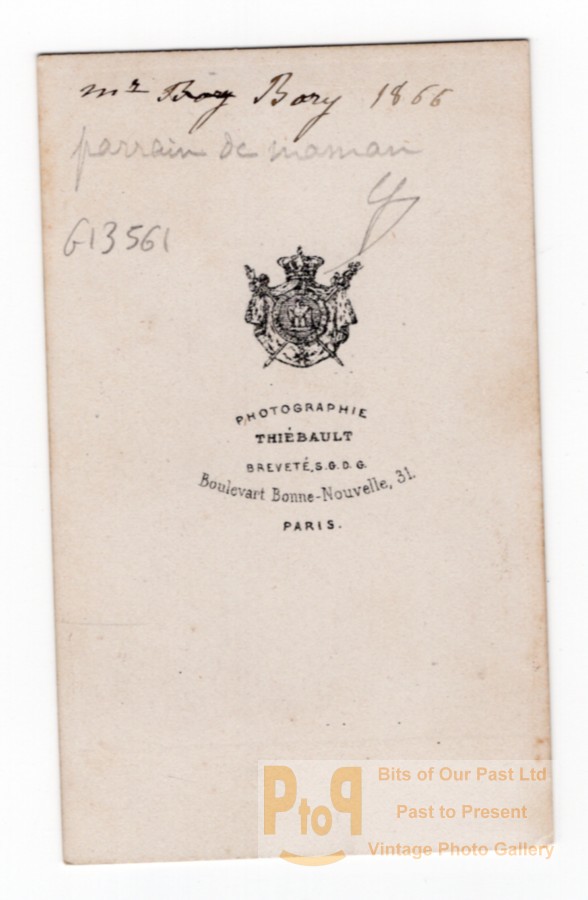 mr Bory Bory 1866
parrain de maman
G13561
PHOTOGRAPHIE
THIÉBAULT
BREVETÉ, S.G.D.G.
Boulevart Bonne-Nouvelle, 31.
PARIS.
PtoP
Bits of Our Past Ltd
Past to Present
Vintage Photo Gallery